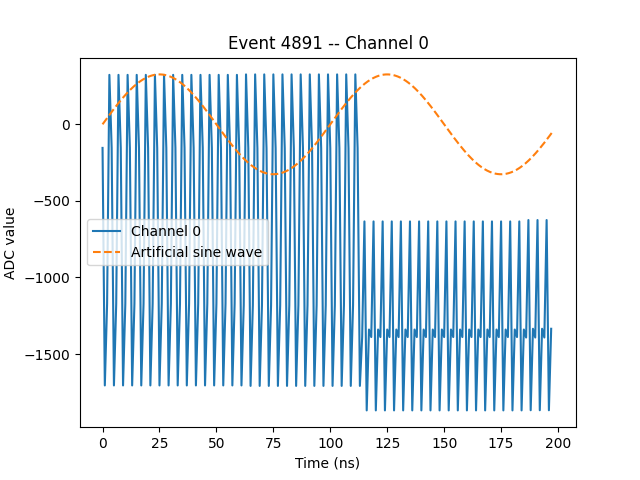 Event 4891 -- Channel 0
ADC value
0
−500
−1000
−1500
Channel 0
Artificial sine wave
0
25
50
75
100
125
150
175
200
Time (ns)